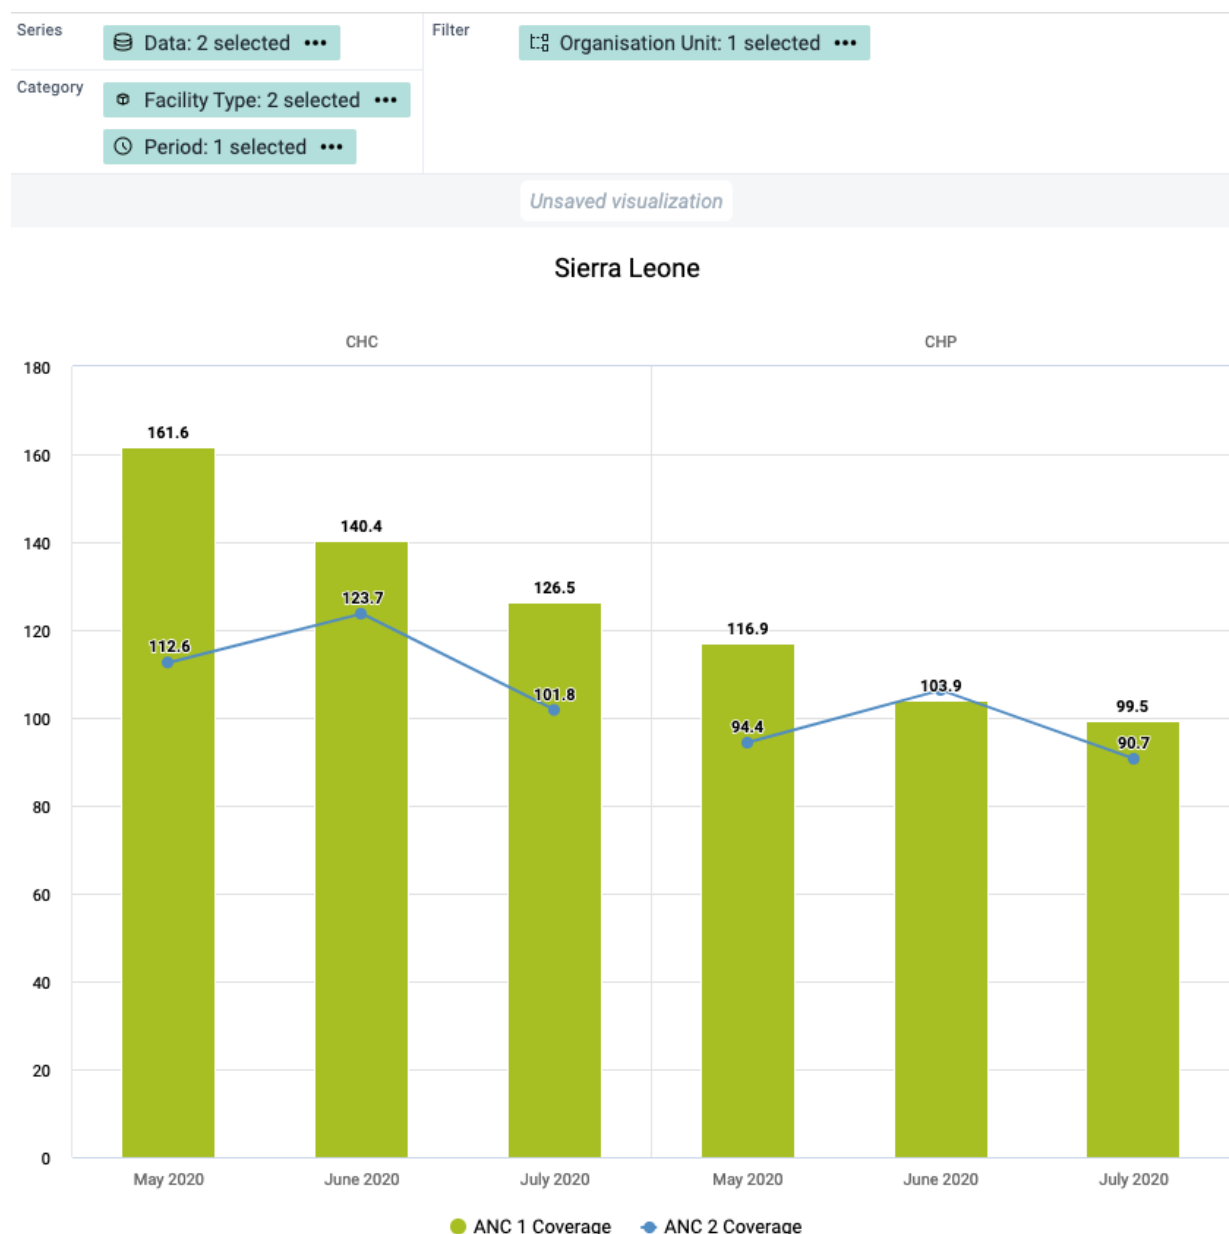 Series
Data: 2 selected •••
Filter
Organisation Unit: 1 selected •••
Category
Facility Type: 2 selected •••
Period: 1 selected •••
Unsaved visualization
Sierra Leone
CHC
CHP
180
160
140
120
100
80
60
40
20
0
161.6
140.4
126.5
112.6
123.7
101.8
116.9
103.9
99.5
94.4
90.7
May 2020
June 2020
July 2020
May 2020
June 2020
July 2020
ANC 1 Coverage
ANC 2 Coverage